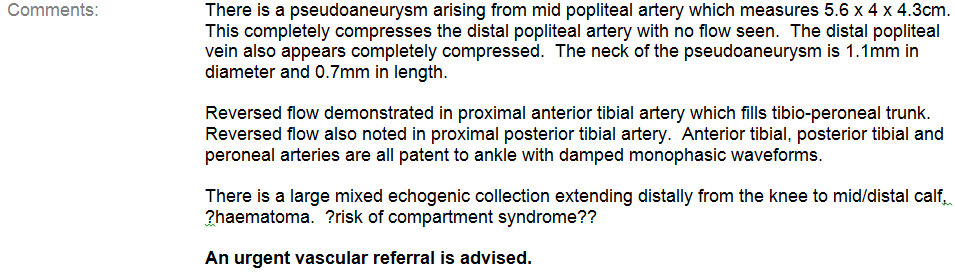 Comments: There is a pseudoaneurysm arising from mid popliteal artery which measures 5.6 x 4 x 4.3cm.
This completely compresses the distal popliteal artery with no flow seen. The distal popliteal
vein also appears completely compressed. The neck of the pseudoaneurysm is 1.1mm in
diameter and 0.7mm in length.
Reversed flow demonstrated in proximal anterior tibial artery which fills tibio-peroneal trunk.
Reversed flow also noted in proximal posterior tibial artery. Anterior tibial, posterior tibial and
peroneal arteries are all patent to ankle with damped monophasic waveforms.
There is a large mixed echogenic collection extending distally from the knee to mid/distal calf,
?haematoma. ?risk of compartment syndrome??
An urgent vascular referral is advised.